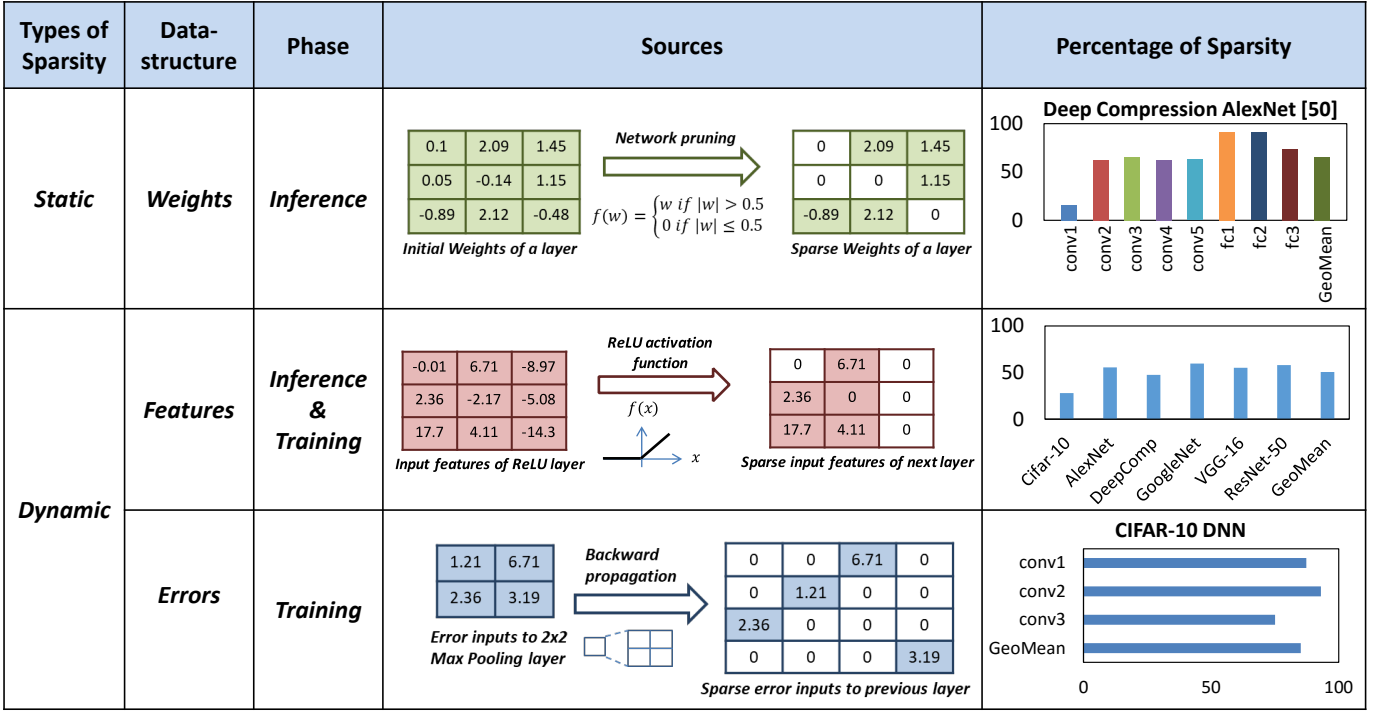 Types of Sparsity
Data-structure
Phase
Sources
Percentage of Sparsity
Static
Weights
Inference
0.1 2.09 1.45
0.05 -0.14 1.15
-0.89 2.12 -0.48
Initial Weights of a layer
Network pruning
f(w) = {w if |w| > 0.5
0 if |w| ≤ 0.5
0 2.09 1.45
0 0 1.15
-0.89 2.12 0
Sparse Weights of a layer
Deep Compression AlexNet [50]
100
50
0
conv1 conv2 conv3 conv4 conv5 fc1 fc2 fc3 GeoMean
Dynamic
Features
Inference
&
Training
-0.01 6.71 -8.97
2.36 -2.17 -5.08
17.7 4.11 -14.3
Input features of ReLU layer
ReLU activation
function
f(x)
x
0 6.71 0
2.36 0 0
17.7 4.11 0
Sparse input features of next layer
100
50
0
Cifar-10 AlexNet DeepComp GoogleNet VGG-16 ResNet-50 GeoMean
Errors
Training
1.21 6.71
2.36 3.19
Error inputs to 2x2
Max Pooling layer
Backward
propagation
0 0 6.71 0
0 1.21 0 0
2.36 0 0 0
0 0 0 3.19
Sparse error inputs to previous layer
CIFAR-10 DNN
conv1
conv2
conv3
GeoMean
0 50 100